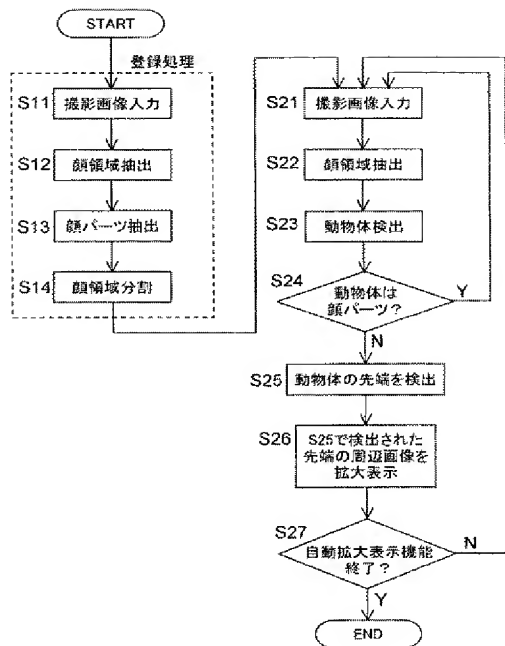 START
登録処理
S11
撮影画像入力
S12
顔領域抽出
S13
顔パーツ抽出
S14
顔領域分割
S21
撮影画像入力
S22
顔領域抽出
S23
動物体検出
S24
動物体は
顔パーツ?
Y
N
S25
動物体の先端を検出
S26
S25で検出された
先端の周辺画像を
拡大表示
S27
自動拡大表示機能
終了?
N
Y
END